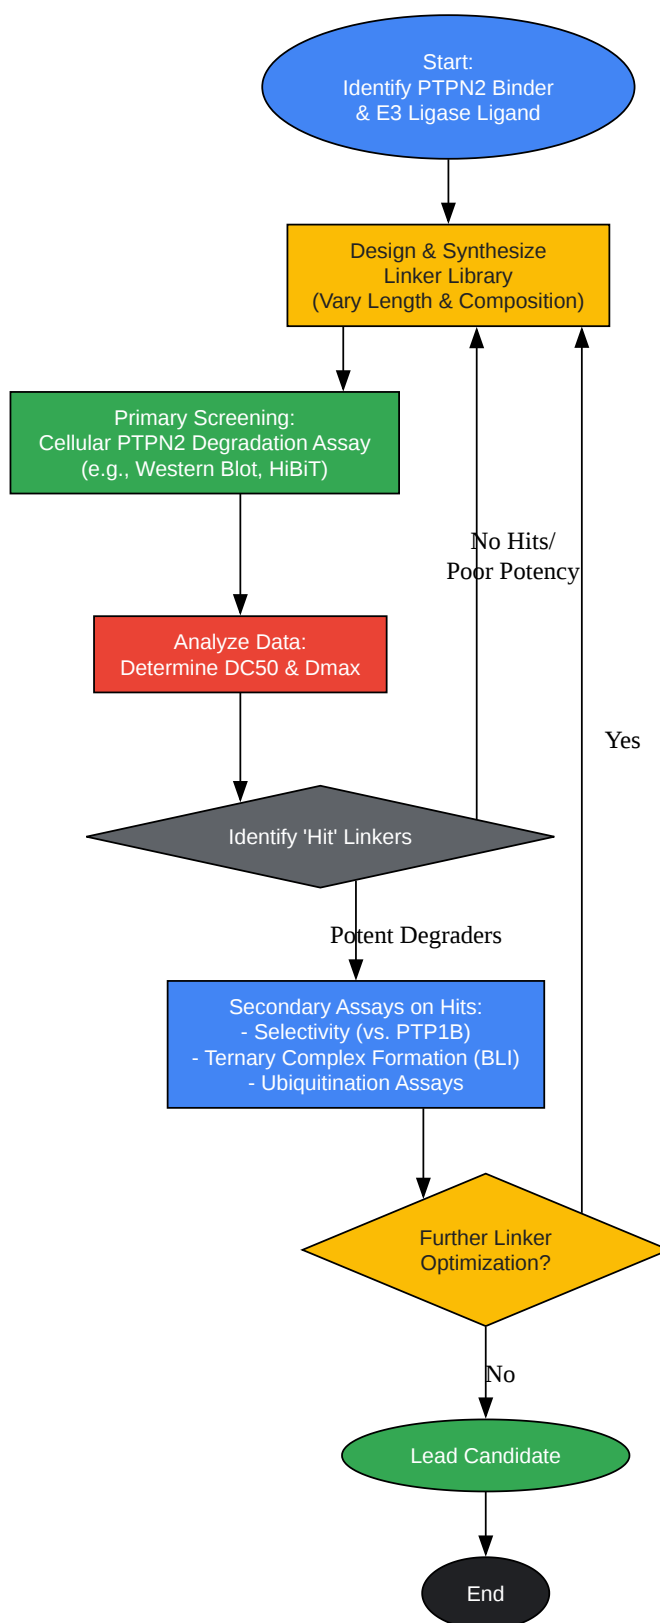 Start:
Identify PTPN2 Binder
& E3 Ligase Ligand
Design & Synthesize
Linker Library
(Vary Length & Composition)
Primary Screening:
Cellular PTPN2 Degradation Assay
(e.g., Western Blot, HiBiT)
No Hits/
Poor Potency
Analyze Data:
Determine DC50 & Dmax
Yes
Identify 'Hit' Linkers
Potent Degraders
Secondary Assays on Hits:
- Selectivity (vs. PTP1B)
- Ternary Complex Formation (BLI)
- Ubiquitination Assays
Further Linker
Optimization?
No
Lead Candidate
End